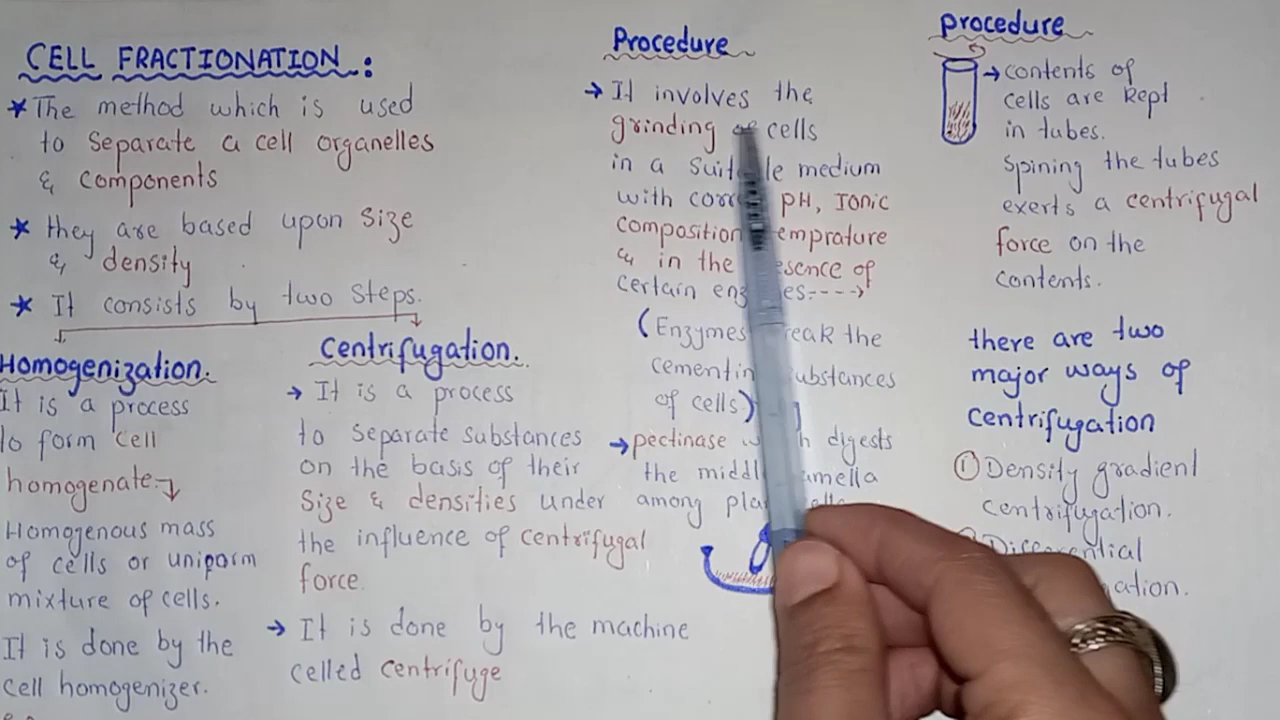 CELL FRACTIONATION :
* The method which is used
to separate a cell organelles
& components
* they are based upon size
& density
* It consists by two steps.
Homogenization.
It is a process
to form cell
homogenate
Homogenous mass
of cells or uniporm
mixture of cells.
It is done by the
cell homogenizer.
Centrifugation.
→ It is a process
to separate substances
on the basis of their
size & densities under
the influence of centrifugal
force.
→ It is done by the machine
celled centrifuge
Procedure
→ It involves the
grinding of cells
in a medium
with pH, Ionic
composition
& in the of
certain ---->
(Enzymes the
cementin
of cells)
→ pectinase digests
the
among
procedure
→ contents of
cells are kept
in tubes.
spining the tubes
exerts a centrifugal
force on the
contents.
there are two
major ways of
centrifugation
① Density gradient
centrifugation.